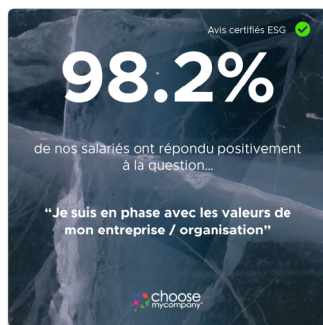 Avis certifiés ESG
98.2%
de nos salariés ont répondu positivement
à la question...
“Je suis en phase avec les valeurs de
mon entreprise / organisation”
choose
mycompany